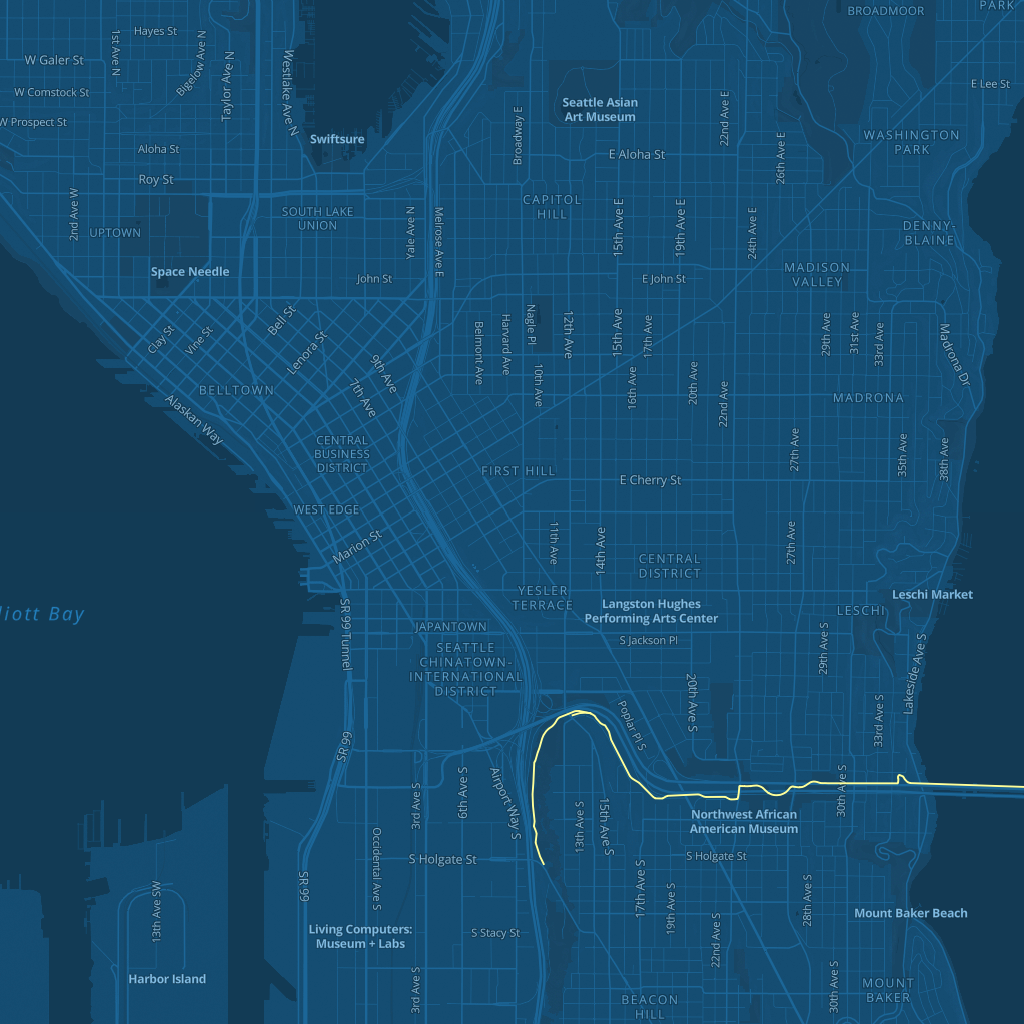 BROADMOOR
PARK
Hayes St
1st Ave N
Bigelow Ave N
Taylor Ave N
Westlake Ave N
W Galer St
W Comstock St
W Prospect St
E Lee St
Seattle Asian
Art Museum
Broadway E
22nd Ave E
26th Ave E
Swiftsure
WASHINGTON
PARK
Aloha St
E Aloha St
Roy St
2nd Ave W
UPTOWN
SOUTH LAKE
UNION
Yale Ave N
Melrose Ave E
CAPITOL
HILL
15th Ave E
19th Ave E
24th Ave E
DENNY-
BLAINE
Space Needle
John St
E John St
MADISON
VALLEY
Clay St
Vine St
Bell St
Lenora St
9th Ave
7th Ave
Belmont Ave
Harvard Ave
Nagle Pl
10th Ave
12th Ave
15th Ave
17th Ave
16th Ave
20th Ave
22nd Ave
29th Ave
31st Ave
33rd Ave
Madrona Dr
BELLTOWN
Alaskan Way
MADRONA
CENTRAL
BUSINESS
DISTRICT
FIRST HILL
E Cherry St
27th Ave
35th Ave
38th Ave
WEST EDGE
Marion St
11th Ave
14th Ave
27th Ave
CENTRAL
DISTRICT
YESLER
TERRACE
Langston Hughes
Performing Arts Center
Leschi Market
LESCHI
liott Bay
SR 99 Tunnel
JAPANTOWN
S Jackson Pl
SEATTLE
CHINATOWN-
INTERNATIONAL
DISTRICT
29th Ave S
Lakeside Ave S
20th Ave S
Poplar Pl S
33rd Ave S
SR 99
3rd Ave S
6th Ave S
Airport Way S
30th Ave S
13th Ave S
15th Ave S
Northwest African
American Museum
Occidental Ave S
S Holgate St
S Holgate St
SR 99
17th Ave S
19th Ave S
28th Ave S
13th Ave SW
Mount Baker Beach
Living Computers:
Museum + Labs
S Stacy St
22nd Ave S
Harbor Island
3rd Ave S
30th Ave S
BEACON
HILL
MOUNT
BAKER